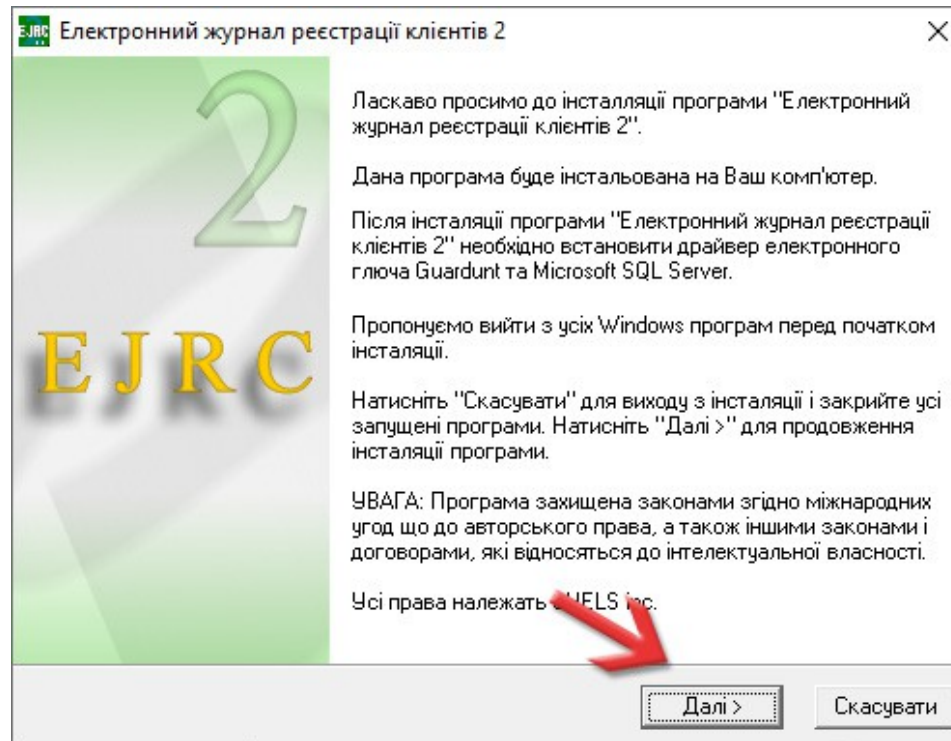 EJRC Електронний журнал реєстрації клієнтів 2
2
EJRC
Ласкаво просимо до інсталляції програми "Електронний
журнал реєстрації клієнтів 2".
Дана програма буде інстальована на Ваш комп'ютер.
Після інсталяції програми "Електронний журнал реєстрації
клієнтів 2" необхідно встановити драйвер електронного
глюча Guardunt та Microsoft SQL Server.
Пропонуємо вийти з усіх Windows програм перед початком
інсталяції.
Натисніть "Скасувати" для виходу з інсталяції і закрийте усі
запущені програми. Натисніть "Далі >" для продовження
інсталяції програми.
УВАГА: Програма захищена законами згідно міжнародних
угод що до авторського права, а також іншими законами і
договорами, які відносяться до інтелектуальної власності.
Усі права належать inc.
Далі >
Скасувати